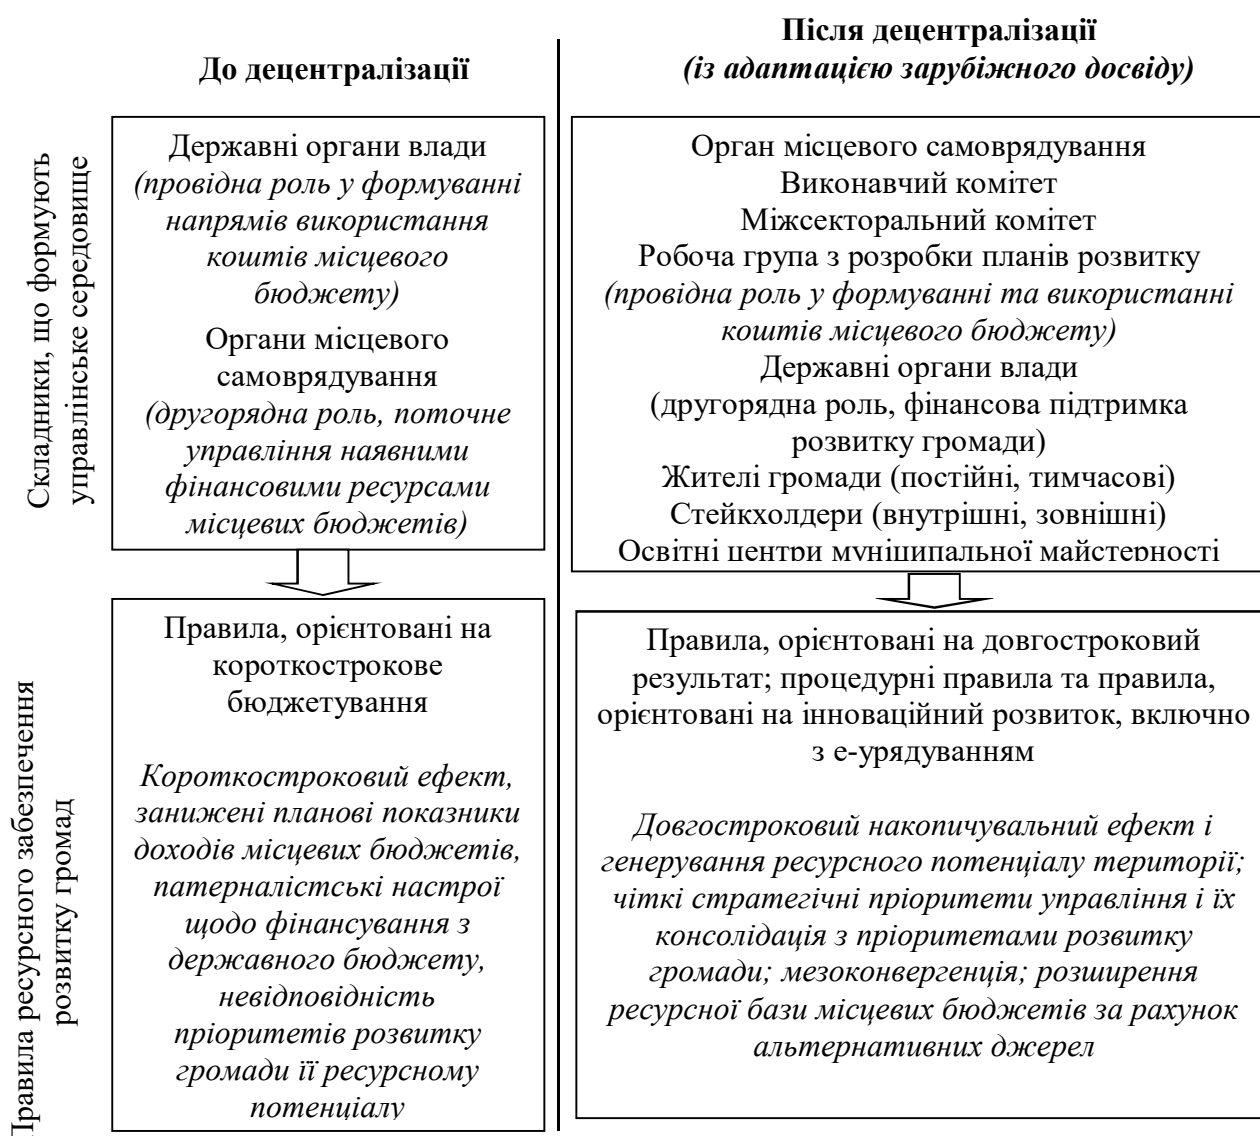 До децентралізації
Після децентралізації
(із адаптацією зарубіжного досвіду)
Складники, що формують
управлінське середовище
Державні органи влади
(провідна роль у формуванні
напрямів використання
коштів місцевого
бюджету)
Органи місцевого
самоврядування
(другорядна роль, поточне
управління наявними
фінансовими ресурсами
місцевих бюджетів)
Орган місцевого самоврядування
Виконавчий комітет
Міжсекторальний комітет
Робоча група з розробки планів розвитку
(провідна роль у формуванні та використанні
коштів місцевого бюджету)
Державні органи влади
(другорядна роль, фінансова підтримка
розвитку громади)
Жителі громади (постійні, тимчасові)
Стейкхолдери (внутрішні, зовнішні)
Освітні центри муніципальної майстерності
Правила ресурсного забезпечення
розвитку громад
Правила, орієнтовані на
короткострокове
бюджетування
Короткостроковий ефект,
занижені планові показники
доходів місцевих бюджетів,
патерналістські настрої
щодо фінансування з
державного бюджету,
невідповідність
пріоритетів розвитку
громади її ресурсному
потенціалу
Правила, орієнтовані на довгостроковий
результат; процедурні правила та правила,
орієнтовані на інноваційний розвиток, включно
з е-урядуванням
Довгостроковий накопичувальний ефект і
генерування ресурсного потенціалу території;
чіткі стратегічні пріоритети управління і їх
консолідація з пріоритетами розвитку
громади; мезоконвергенція; розширення
ресурсної бази місцевих бюджетів за рахунок
альтернативних джерел